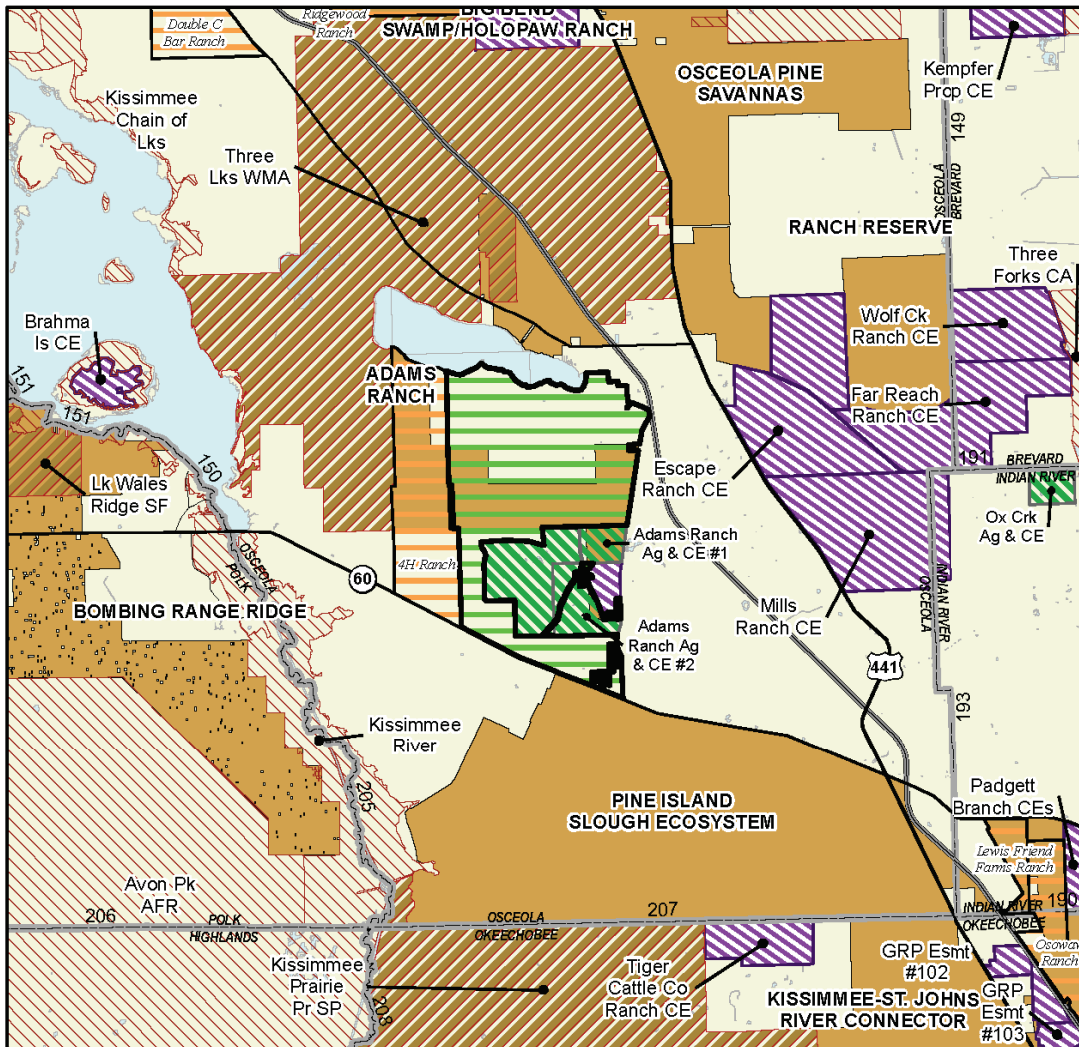 Double C
Bar Ranch
Ridgewood
Ranch
BIG BEND
SWAMP/HOLOPAW RANCH
OSCEOLA PINE
SAVANNAS
Kempfer
Prop CE
149
Kissimmee
Chain of
Lks
Three
Lks WMA
OSCEOLA
BREVARD
RANCH RESERVE
Three
Forks CA
Brahma
Is CE
Wolf Ck
Ranch CE
ADAMS
RANCH
151
151
Far Reach
Ranch CE
150
Lk Wales
Ridge SF
Escape
Ranch CE
191
BREVARD
INDIAN RIVER
Ox Crk
Ag & CE
Adams Ranch
Ag & CE #1
OSCEOLA
POLK
4H Ranch
60
BOMBING RANGE RIDGE
Mills
Ranch CE
INDIAN RIVER
OSCEOLA
Adams
Ranch Ag
& CE #2
441
193
Kissimmee
River
205
Padgett
Branch CEs
PINE ISLAND
SLOUGH ECOSYSTEM
Lewis Friend
Farms Ranch
Avon Pk
AFR
206
POLK
HIGHLANDS
OSCEOLA
OKEECHOBEE
207
INDIAN RIVER
OKEECHOBEE
190
Kissimmee
Prairie
Pr SP
208
Tiger
Cattle Co
Ranch CE
GRP Esmt
#102
Ranch
KISSIMMEE-ST. JOHNS
RIVER CONNECTOR
GRP
Esmt
#103